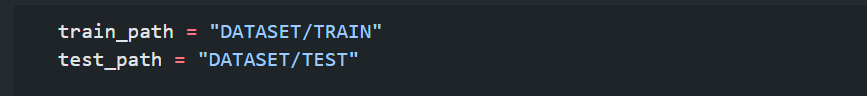 train_path = "DATASET/TRAIN"
test_path = "DATASET/TEST"